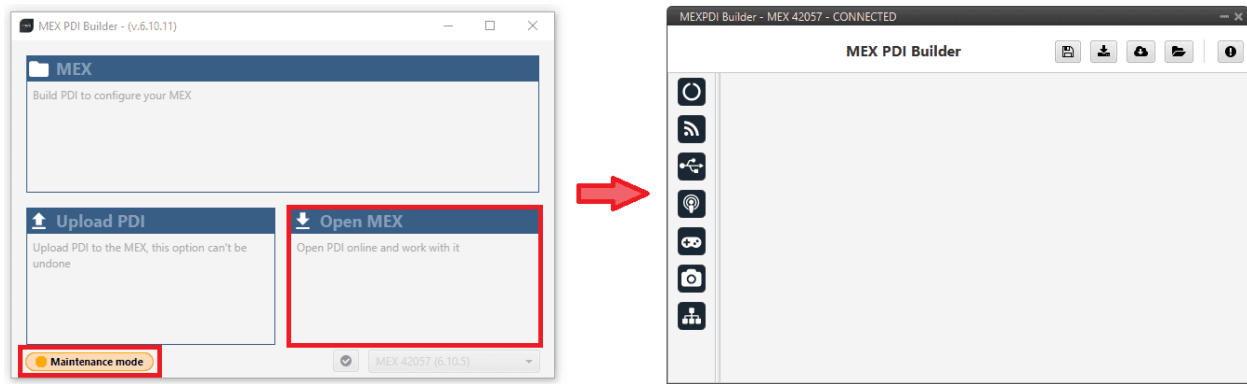 MEX PDI Builder - (v.6.10.11)
MEX
Build PDI to configure your MEX
Upload PDI
Upload PDI to the MEX, this option can't be
undone
Open MEX
Open PDI online and work with it
Maintenance mode
MEX 42057 (6.10.5)
MEXPDI Builder - MEX 42057 - CONNECTED
MEX PDI Builder